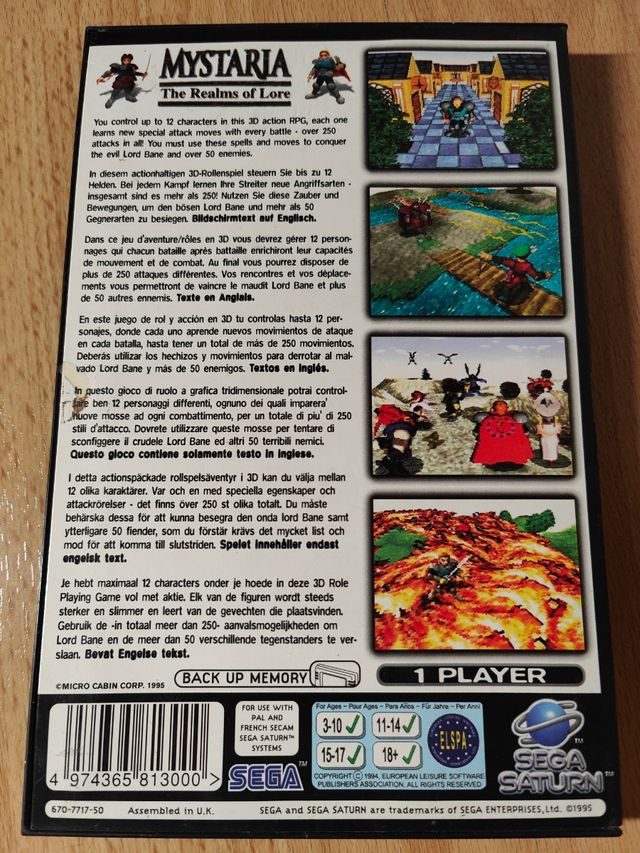 MYSTARIA
The Realms of Lore
You control up to 12 characters in this 3D action RPG, each one
learns new special attack moves with every battle - over 250
attacks in all! You must use these spells and moves to conquer
the evil Lord Bane and over 50 enemies.
In diesem actionhaltigen 3D-Rollenspiel steuern Sie bis zu 12
Helden. Bei jedem Kampf lernen Ihre Streiter neue Angriffsarten -
insgesamt sind es mehr als 250! Nutzen Sie diese Zauber und
Bewegungen, um den bösen Lord Bane und mehr als 50
Gegnerarten zu besiegen. Bildschirmtext auf Englisch.
Dans ce jeu d'aventure/rôles en 3D vous devrez gérer 12 person-
nages qui chacun bataille après battaille enrichiront leur capacités
de mouvement et de combat. Au final vous pourrez disposer de
plus de 250 attaques différentes. Vos rencontres et vos déplace-
ments vous permettront de vaincre le maudit Lord Bane et plus
de 50 autres ennemis. Texte en Anglais.
En este juego de rol y acción en 3D tu controlas hasta 12 per-
sonajes, donde cada uno aprende nuevos movimientos de ataque
en cada batalla, hasta tener un total de más de 250 movimientos.
Deberás utilizar los hechizos y movimientos para derrotar al mal-
vado Lord Bane y más de 50 enemigos. Textos en Inglés.
In questo gioco di ruolo a grafica tridimensionale potrai control-
lare ben 12 personaggi differenti, ognuno dei quali imparera'
nuove mosse ad ogni combattimento, per un totale di piu' di 250
stili d'attacco. Dovrete utilizzare queste mosse per tentare di
sconfiggere il crudele Lord Bane ed altri 50 terribili nemici.
Questo gioco contiene solamente testo in inglese.
I detta actionspäckade rollspelsäventyr i 3D kan du välja mellan
12 olika karaktärer. Var och en med speciella egenskaper och
attackrörelser - det finns över 250 st olika totalt. Du måste
behärska dessa för att kunna besegra den onda lord Bane samt
ytterligare 50 fiender, som du förstår krävs det mycket list och
mod för att komma till slutstriden. Spelet innehåller endast
engelsk text.
Je hebt maximaal 12 characters onder je hoede in deze 3D Role
Playing Game vol met aktie. Elk van de figuren wordt steeds
sterker en slimmer en leert van de gevechten die plaatsvinden.
Gebruik de -in totaal meer dan 250- aanvalsmogelijkheden om
Lord Bane en de meer dan 50 verschillende tegenstanders te ver-
slaan. Bevat Engelse tekst.
©MICRO CABIN CORP. 1995
BACK UP MEMORY
1 PLAYER
4 974365 813000 >
FOR USE WITH
PAL AND
FRENCH SECAM
SEGA SATURN™
SYSTEMS
SEGA™
For Ages - Pour Ages - Para Años - Für Jahre - Per Anni
3-10 ✓ 11-14 ✓
15-17 ✓ 18+ ✓
ELSPA
COPYRIGHT © 1994, EUROPEAN LEISURE SOFTWARE
PUBLISHERS ASSOCIATION. ALL RIGHTS RESERVED
SEGA SATURN™
670-7717-50 Assembled in U.K. SEGA and SEGA SATURN are trademarks of SEGA ENTERPRISES, Ltd. ©1995